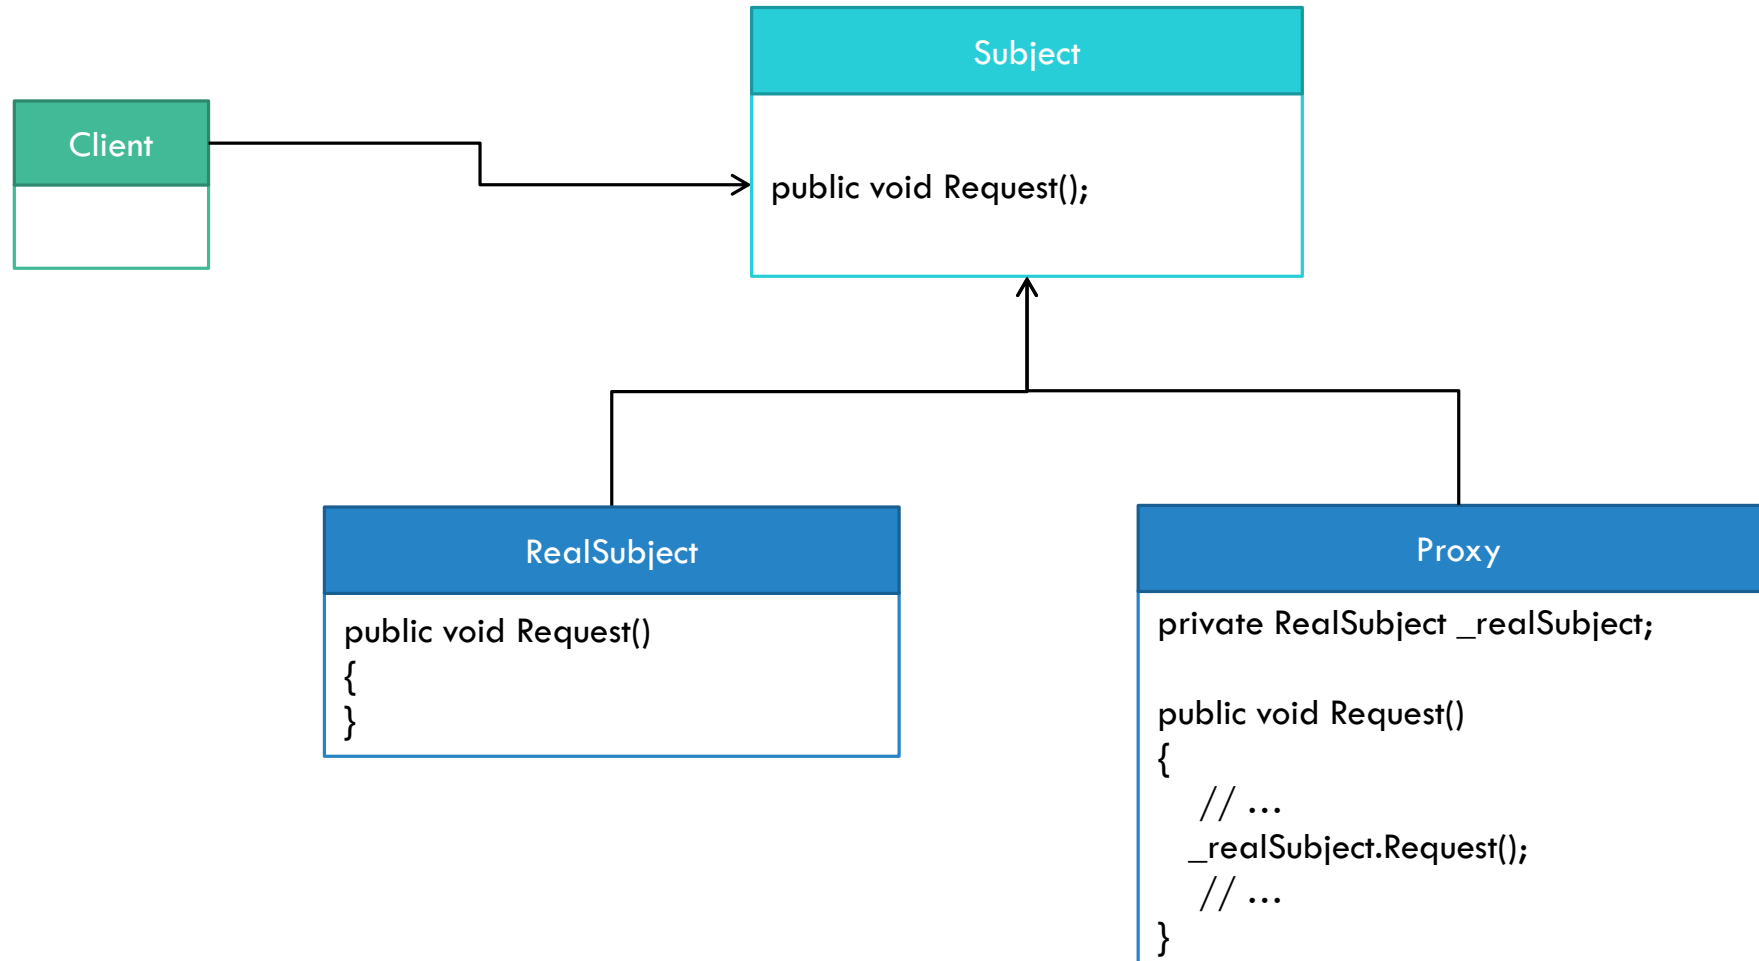 Subject
Client
public void Request();
RealSubject
public void Request()
{
}
Proxy
private RealSubject _realSubject;
public void Request()
{
// ...
_realSubject.Request();
// ...
}